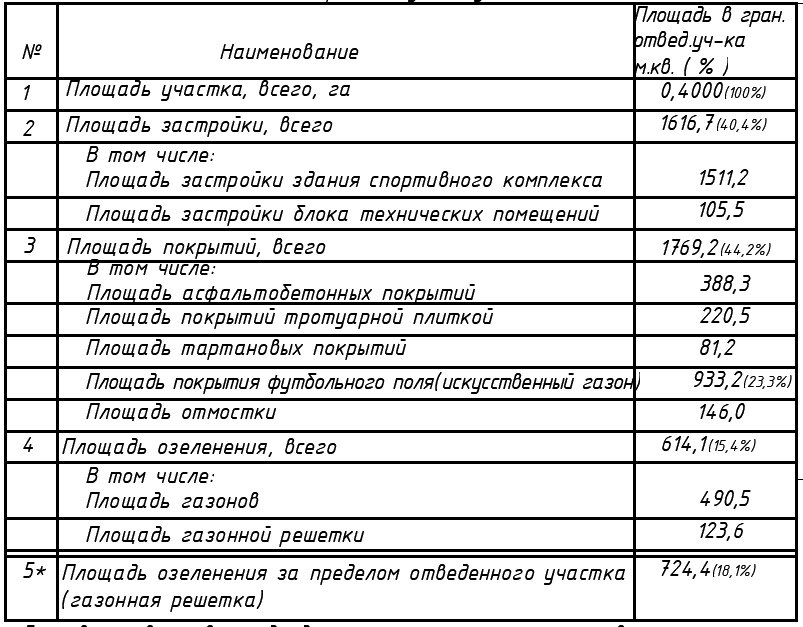 № Наименование Площадь в гран.
отвед.уч-ка
м.кв. ( % )
1 Площадь участка, всего, га 0,4000(100%)
2 Площадь застройки, всего 1616,7(40,4%)
В том числе:
Площадь застройки здания спортивного комплекса 1511,2
Площадь застройки блока технических помещений 105,5
3 Площадь покрытий, всего 1769,2(44,2%)
В том числе:
Площадь асфальтобетонных покрытий 388,3
Площадь покрытий тротуарной плиткой 220,5
Площадь тартановых покрытий 81,2
Площадь покрытия футбольного поля(искусственный газон) 933,2(23,3%)
Площадь отмостки 146,0
4 Площадь озеленения, всего 614,1(15,4%)
В том числе:
Площадь газонов 490,5
Площадь газонной решетки 123,6
5* Площадь озеленения за пределом отведенного участка 724,4(18,1%)
(газонная решетка)